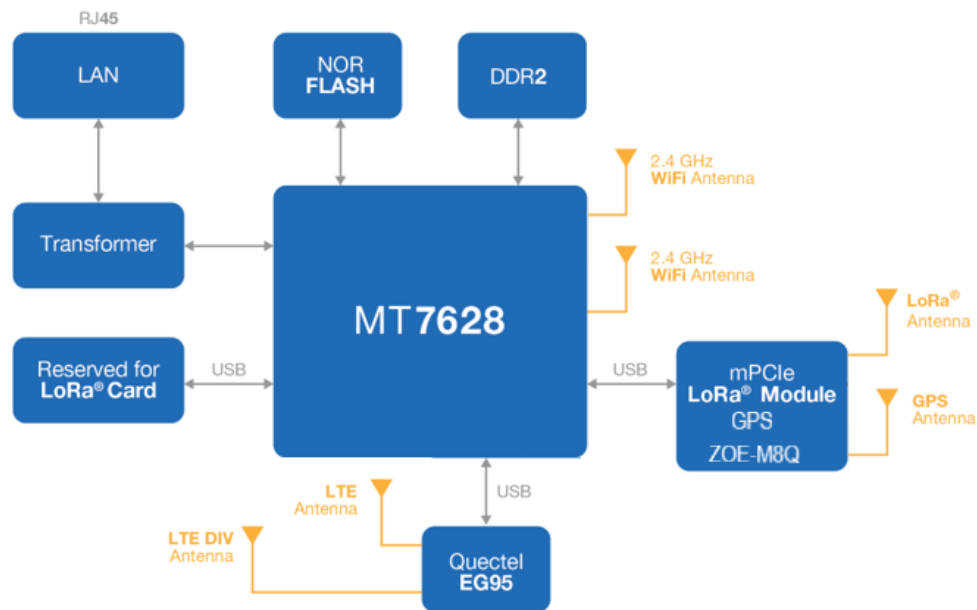 RJ45
LAN
NOR
FLASH
DDR2
2.4 GHz
WiFi Antenna
Transformer
2.4 GHz
WiFi Antenna
MT7628
LoRa®
Antenna
Reserved for
LoRa® Card
USB
USB
mPCIe
LoRa® Module
GPS
ZOE-M8Q
GPS
Antenna
LTE
Antenna
USB
LTE DIV
Antenna
Quectel
EG95